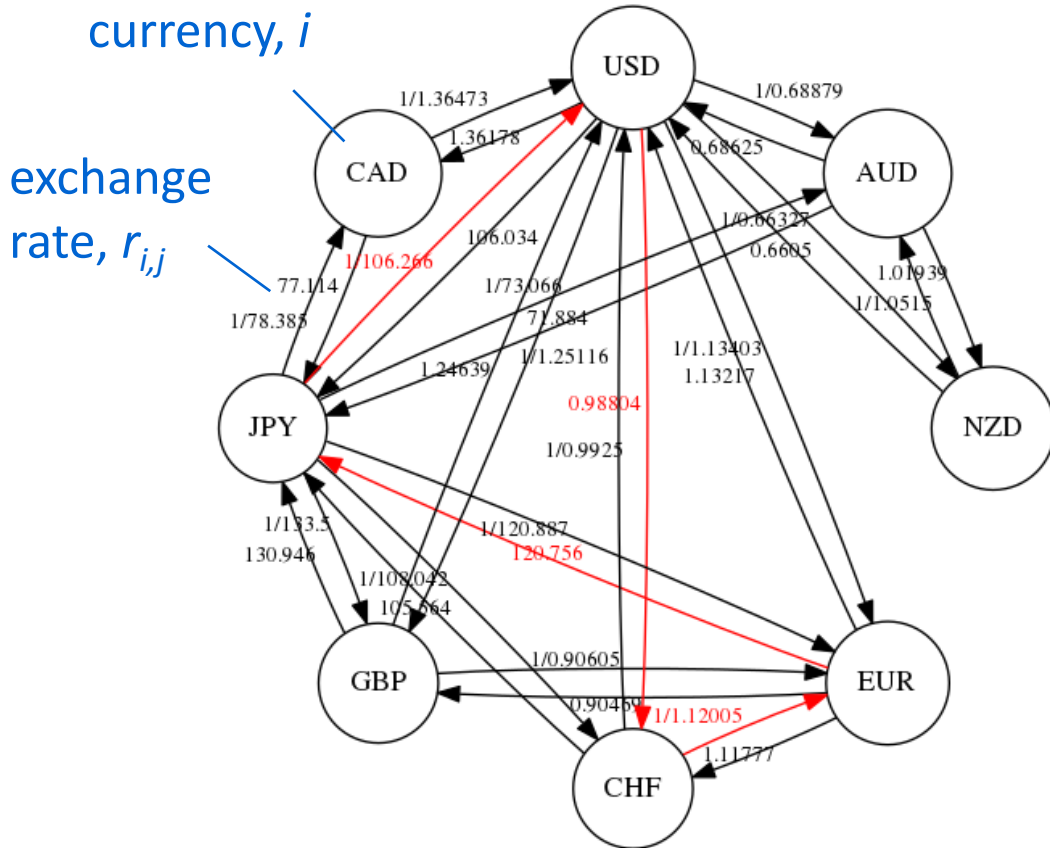 currency, i
USD
1/1.36473
1/0.68879
1.36178
0.68625
CAD
AUD
exchange
rate, r_{i,j}
1/0.66327
106.034
0.6605
1/106.266
1.01939
77.114
1/73.066
1/1.0515
1/78.385
71.884
1/1.25116
1/1.13403
1.24639
1.13217
0.98804
JPY
NZD
1/0.9925
1/133.5
1/120.887
130.946
120.756
1/108.042
105.564
1/0.90605
GBP
EUR
0.90469
1/1.12005
1.11777
CHF